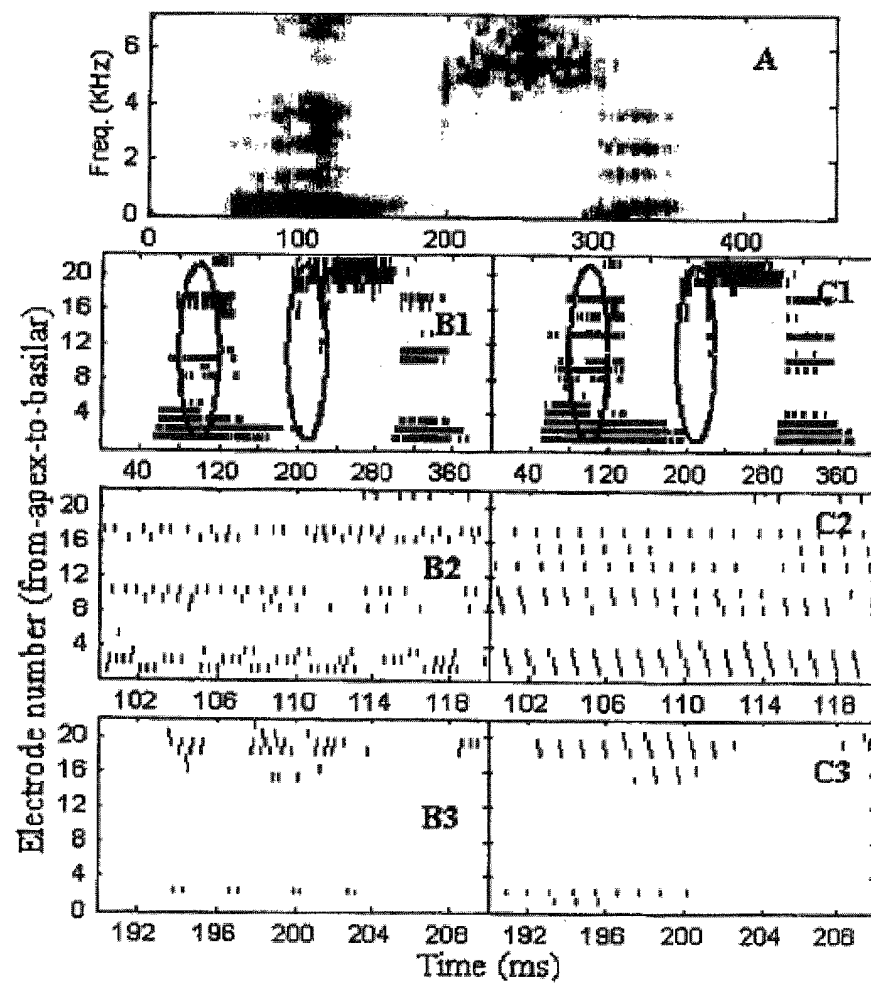 6
4
2
0
Freq. (KHz)
A
0 100 200 300 400
20
16
12
8
4
B1
C1
40 120 200 280 360 40 120 200 280 360
20
16
12
8
4
B2
C2
102 106 110 114 118 102 106 110 114 118
20
16
12
8
4
0
B3
C3
192 196 200 204 208 192 196 200 204 208
Electrode number (from-apex-to-basilar)
Time (ms)